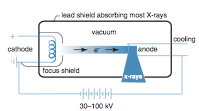 lead shield absorbing most X-rays
vacuum
cooling
cathode
e
anode
focus shield
x-rays
30–100 kV